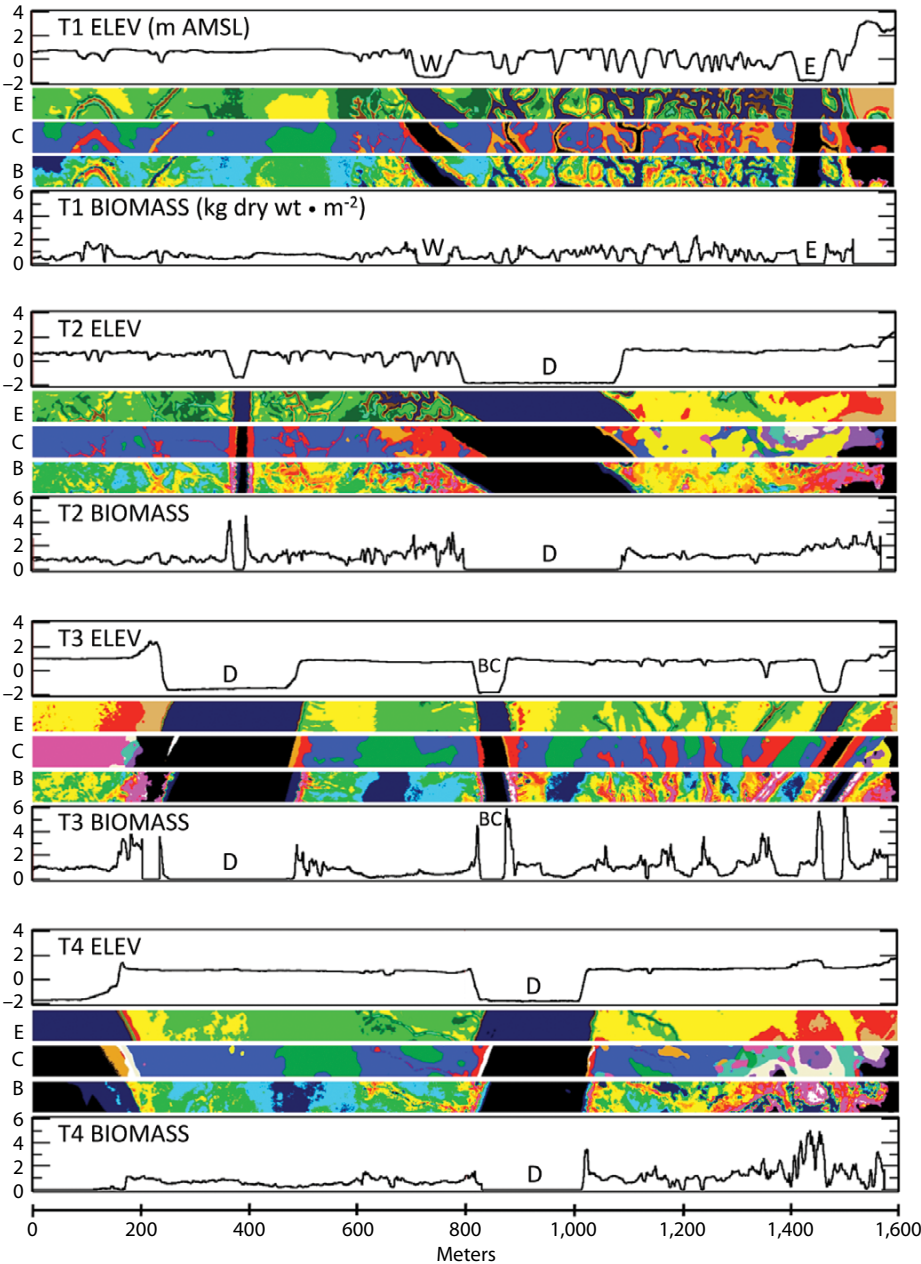 4
T1 ELEV (m AMSL)
2
0
W
E
−2
E
C
B
6
T1 BIOMASS (kg dry wt • m-2)
4
2
W
E
0
4
T2 ELEV
2
0
D
−2
E
C
B
6
T2 BIOMASS
4
2
D
0
4
T3 ELEV
2
BC
0
D
−2
E
C
B
6
T3 BIOMASS
BC
4
2
D
0
4
T4 ELEV
2
0
D
−2
E
C
B
6
T4 BIOMASS
4
2
D
0
0 200 400 600 800 1,000 1,200 1,400 1,600
Meters